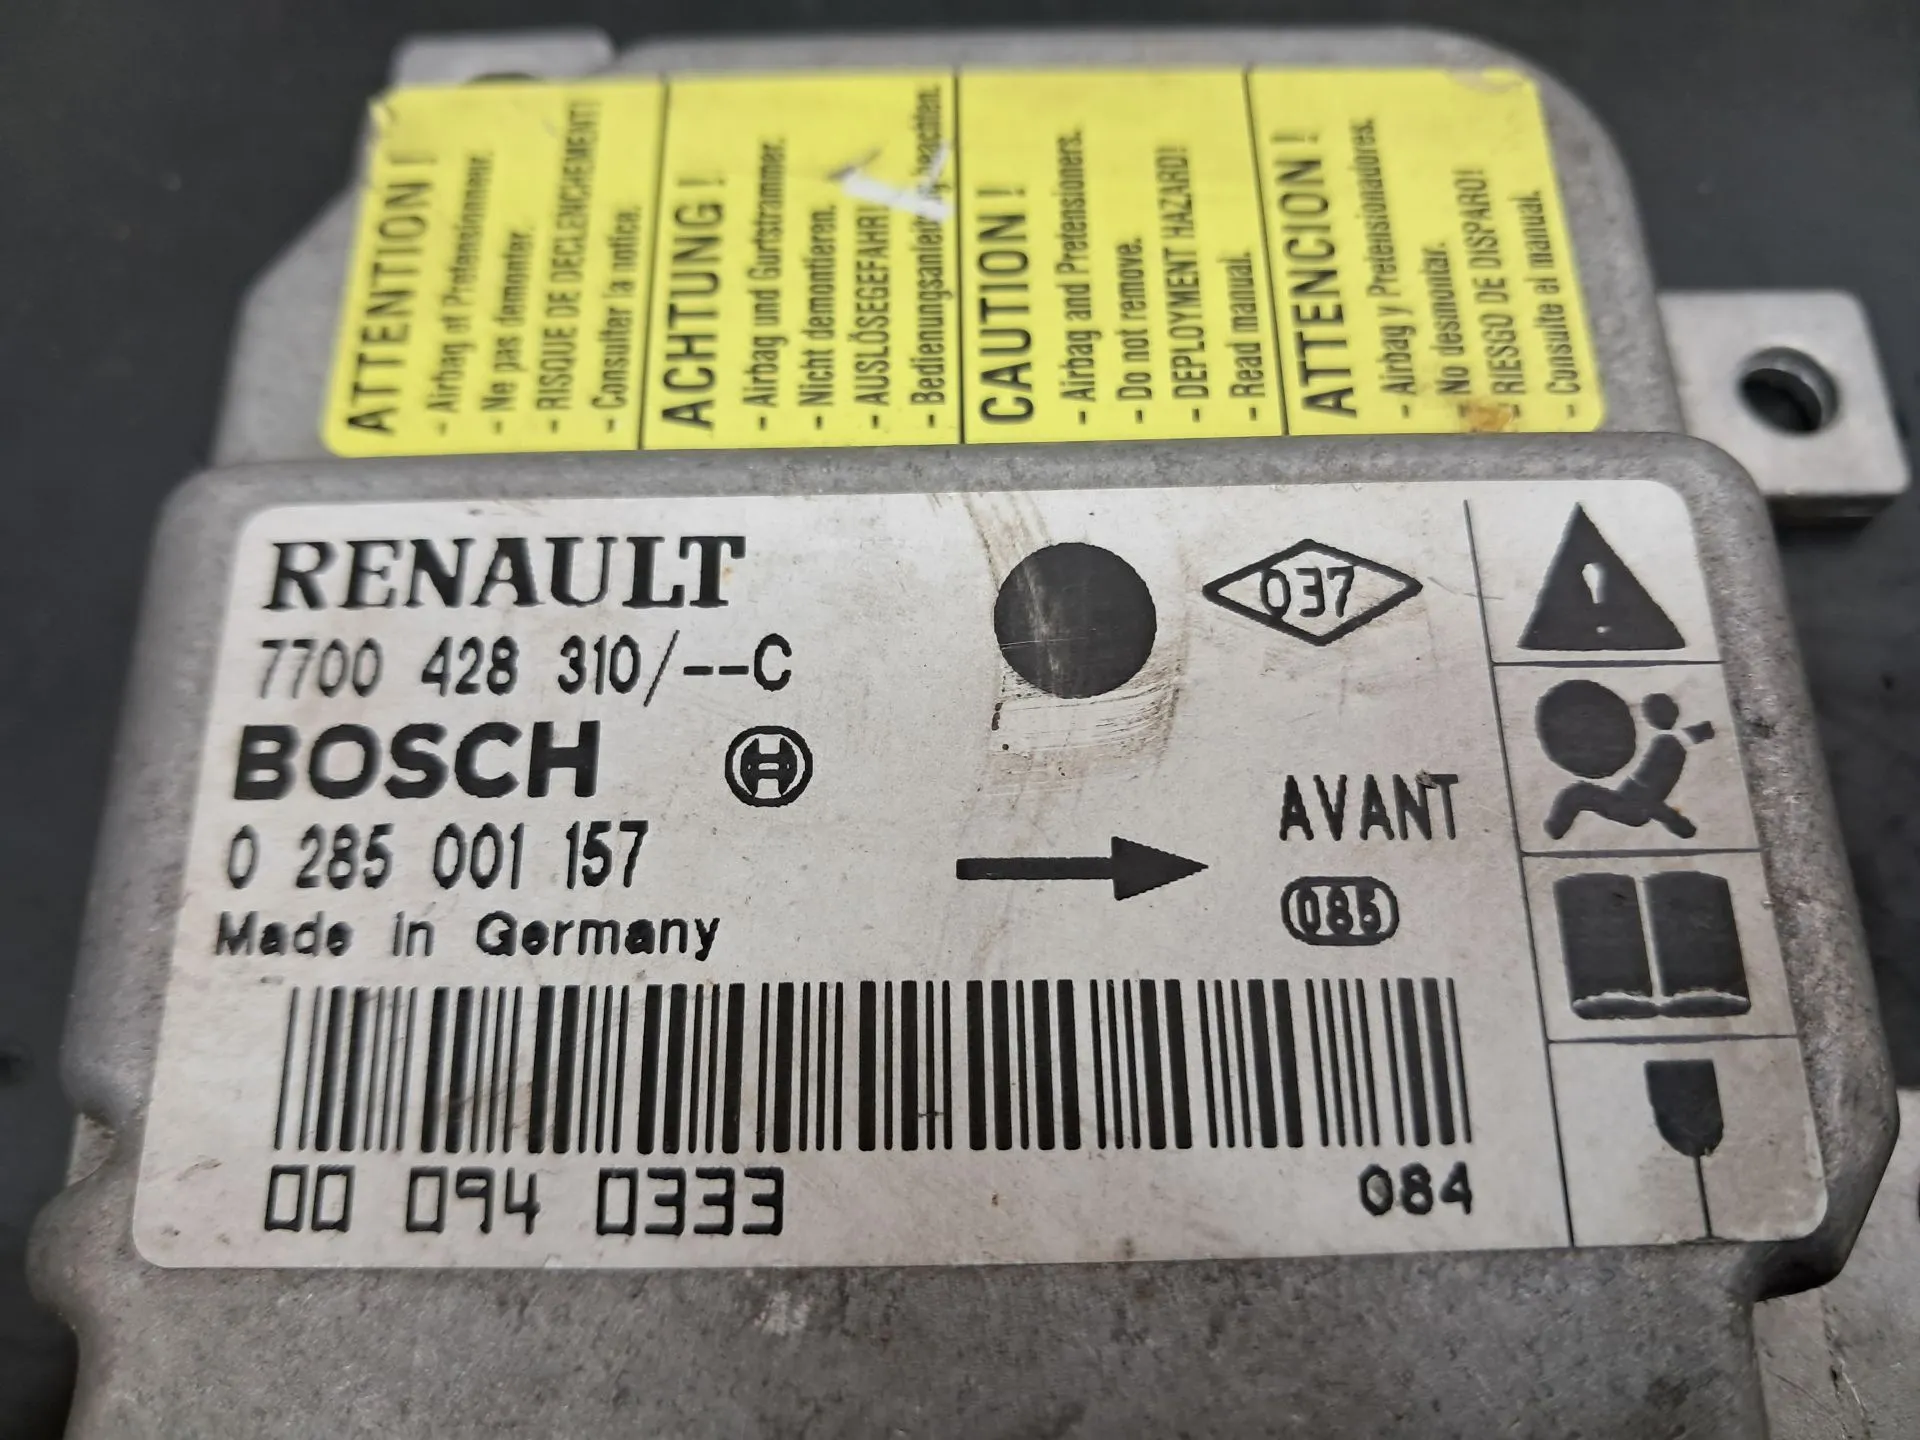 ATTENTION !
- Airbag et Pretensionneur.
- Ne pas demonter.
- RISQUE DE DECLENCHEMENT!
- Consulter la notice.
ACHTUNG !
- Airbag und Gurtstrammer.
- Nicht demontieren.
- AUSLÖSEGEFAHR!
- Bedienungsanleit
CAUTION !
- Airbag and Pretensioners.
- Do not remove.
- DEPLOYMENT HAZARD!
- Read manual.
ATTENCION !
- Airbag y Pretensionadores.
- No desmontar.
- RIESGO DE DISPARO!
- Consulte el manual.
RENAULT
7700 428 310/--C
037
BOSCH
0 285 001 157
AVANT
085
Made in Germany
00 094 0333
084